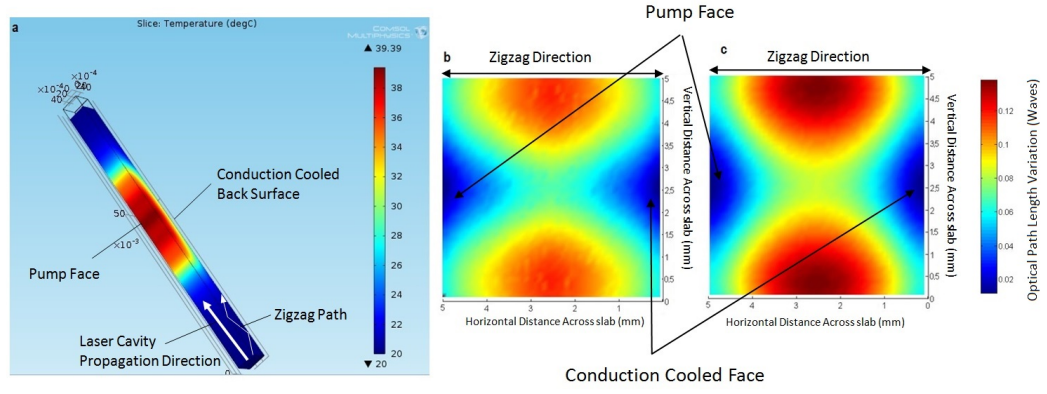 a
Slice: Temperature (degC)
COMSOL
MULTIPHYSICS
▲ 39.39
38
36
34
32
30
28
26
24
22
20
▼ 20
×10⁻⁴
40
50
×10⁻³
0
Conduction Cooled
Back Surface
Pump Face
Zigzag Path
Laser Cavity
Propagation Direction
Pump Face
b
Zigzag Direction
5
4.5
4
3.5
3
2.5
2
1.5
1
0.5
0
Vertical Distance Across slab (mm)
5
4
3
2
1
Horizontal Distance Across slab (mm)
c
Zigzag Direction
5
4.5
4
3.5
3
2.5
2
1.5
1
0.5
0
Vertical Distance Across slab (mm)
5
4
3
2
1
0
Horizontal Distance Across slab (mm)
0.12
0.1
0.08
0.06
0.04
0.02
Optical Path Length Variation (Waves)
Conduction Cooled Face